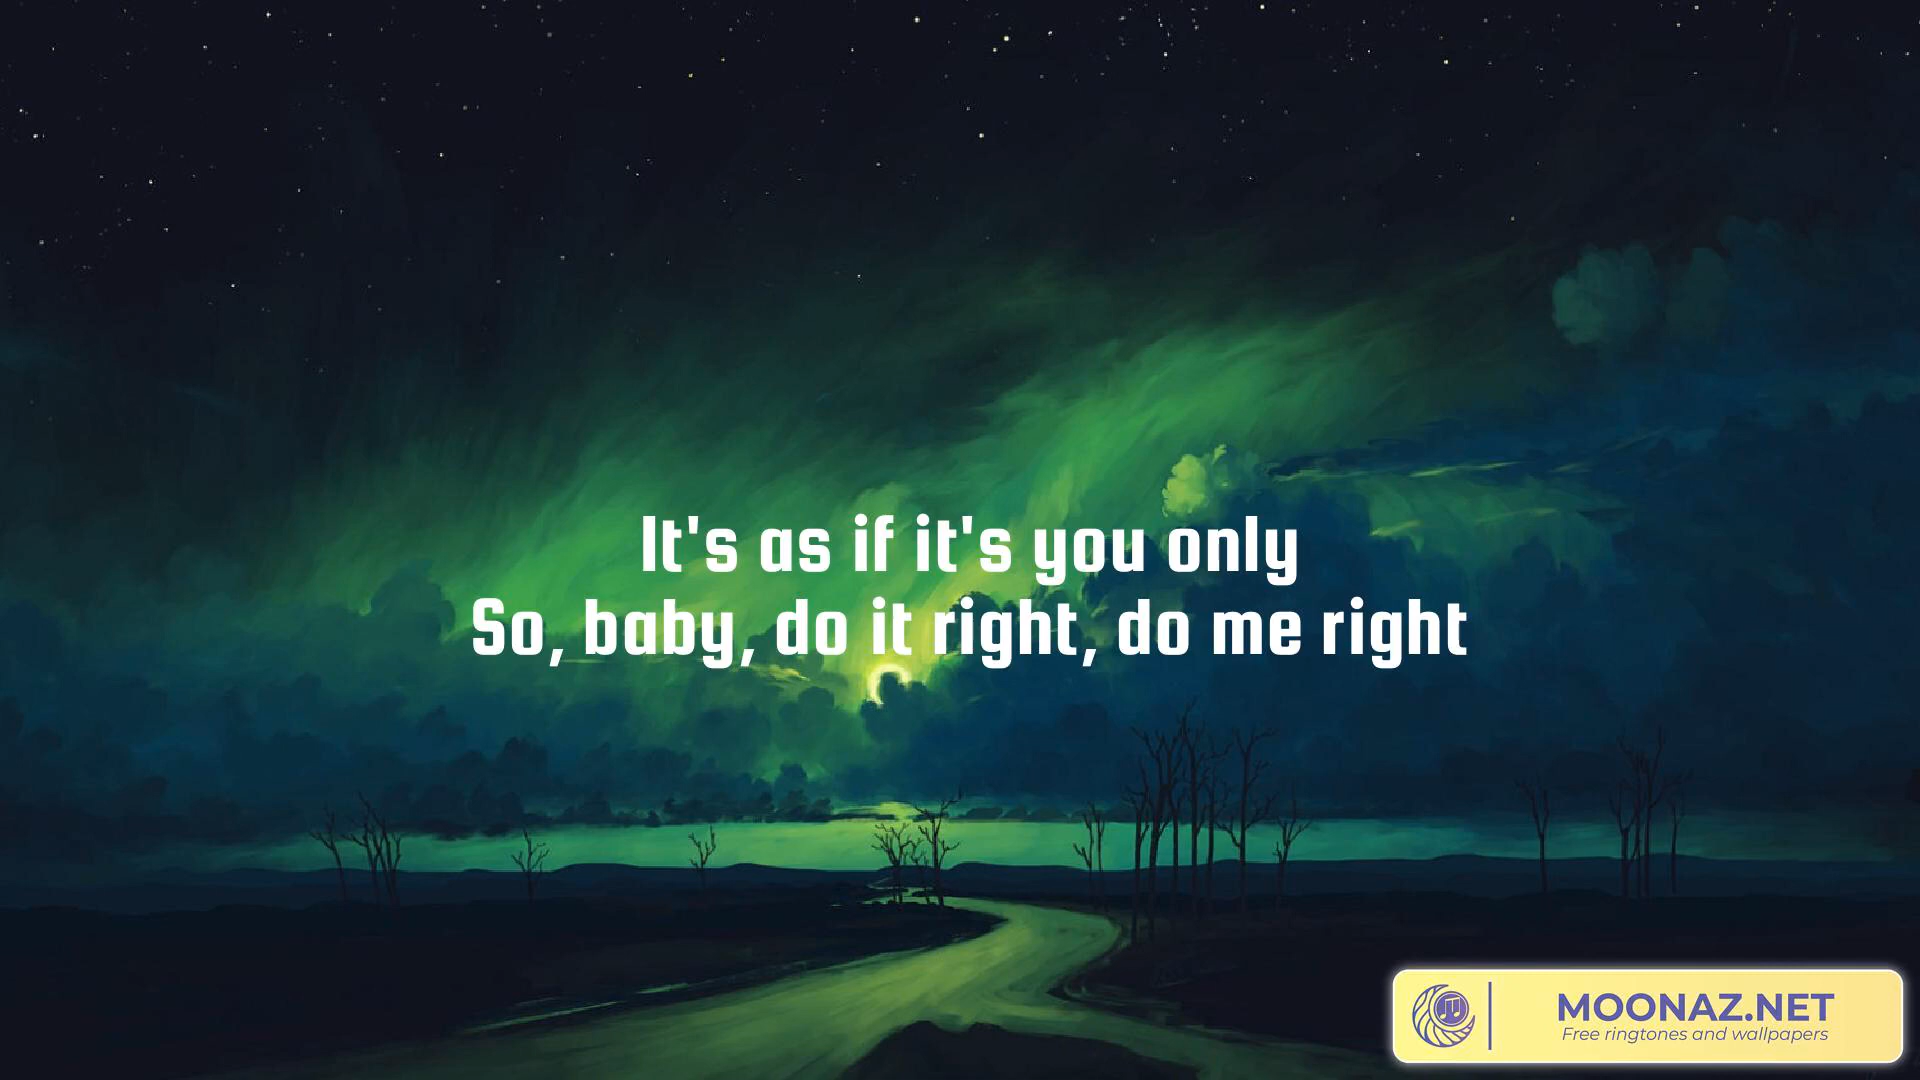 It's as if it's you only
So, baby, do it right, do me right
MOONAZ.NET
Free ringtones and wallpapers